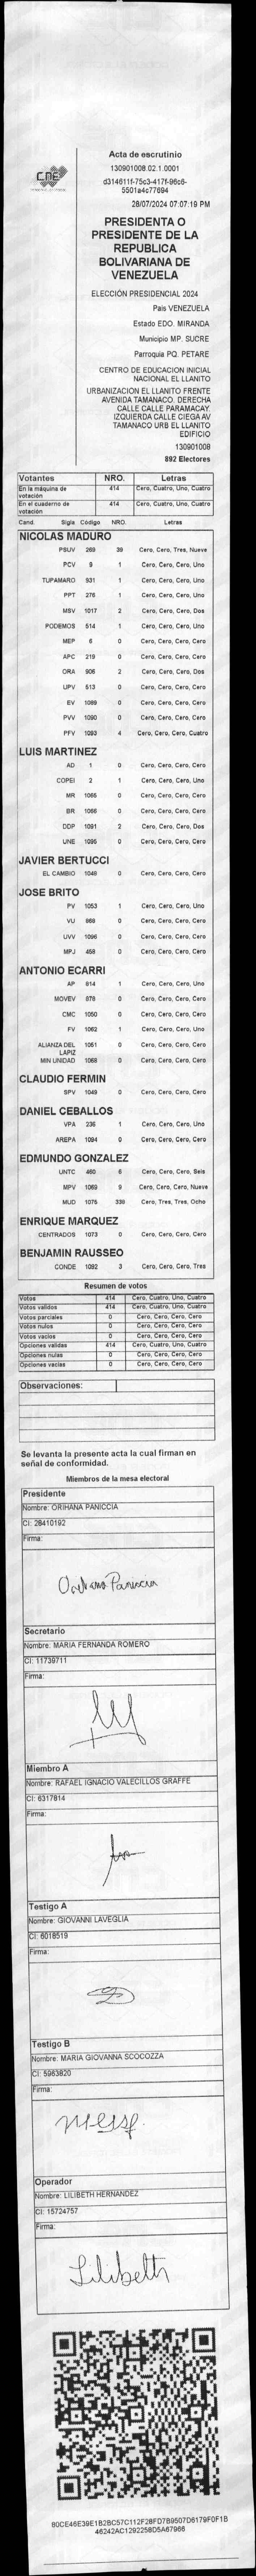 CNE
Acta de escrutinio
130901008.02.1.0001
d314611f-75c3-417f-96c6-
5501a4c77694
28/07/2024 07:07:19 PM
PRESIDENTA O
PRESIDENTE DE LA
REPUBLICA
BOLIVARIANA DE
VENEZUELA
ELECCIÓN PRESIDENCIAL 2024
Pais VENEZUELA
Estado EDO. MIRANDA
Municipio MP. SUCRE
Parroquia PQ. PETARE
CENTRO DE EDUCACION INICIAL
NACIONAL EL LLANITO
URBANIZACION EL LLANITO FRENTE
AVENIDA TAMANACO. DERECHA
CALLE CALLE PARAMACAY.
IZQUIERDA CALLE CIEGA AV
TAMANACO URB EL LLANITO
EDIFICIO
130901008
892 Electores
Votantes NRO. Letras
En la máquina de votación 414 Cero, Cuatro, Uno, Cuatro
En el cuaderno de votación 414 Cero, Cuatro, Uno, Cuatro
Cand. Sigla Código NRO. Letras
NICOLAS MADURO
PSUV 269 39 Cero, Cero, Tres, Nueve
PCV 9 1 Cero, Cero, Cero, Uno
TUPAMARO 931 1 Cero, Cero, Cero, Uno
PPT 276 1 Cero, Cero, Cero, Uno
MSV 1017 2 Cero, Cero, Cero, Dos
PODEMOS 514 1 Cero, Cero, Cero, Uno
MEP 6 0 Cero, Cero, Cero, Cero
APC 219 0 Cero, Cero, Cero, Cero
ORA 906 2 Cero, Cero, Cero, Dos
UPV 513 0 Cero, Cero, Cero, Cero
EV 1089 0 Cero, Cero, Cero, Cero
PVV 1090 0 Cero, Cero, Cero, Cero
PFV 1093 4 Cero, Cero, Cero, Cuatro
LUIS MARTINEZ
AD 1 0 Cero, Cero, Cero, Cero
COPEI 2 1 Cero, Cero, Cero, Uno
MR 1065 0 Cero, Cero, Cero, Cero
BR 1066 0 Cero, Cero, Cero, Cero
DDP 1091 2 Cero, Cero, Cero, Dos
UNE 1095 0 Cero, Cero, Cero, Cero
JAVIER BERTUCCI
EL CAMBIO 1048 0 Cero, Cero, Cero, Cero
JOSE BRITO
PV 1053 1 Cero, Cero, Cero, Uno
VU 968 0 Cero, Cero, Cero, Cero
UVV 1096 0 Cero, Cero, Cero, Cero
MPJ 458 0 Cero, Cero, Cero, Cero
ANTONIO ECARRI
AP 814 1 Cero, Cero, Cero, Uno
MOVEV 878 0 Cero, Cero, Cero, Cero
CMC 1050 0 Cero, Cero, Cero, Cero
FV 1062 1 Cero, Cero, Cero, Uno
ALIANZA DEL LAPIZ 1061 0 Cero, Cero, Cero, Cero
MIN UNIDAD 1068 0 Cero, Cero, Cero, Cero
CLAUDIO FERMIN
SPV 1049 0 Cero, Cero, Cero, Cero
DANIEL CEBALLOS
VPA 236 1 Cero, Cero, Cero, Uno
AREPA 1094 0 Cero, Cero, Cero, Cero
EDMUNDO GONZALEZ
UNTC 460 6 Cero, Cero, Cero, Seis
MPV 1069 9 Cero, Cero, Cero, Nueve
MUD 1075 338 Cero, Tres, Tres, Ocho
ENRIQUE MARQUEZ
CENTRADOS 1073 0 Cero, Cero, Cero, Cero
BENJAMIN RAUSSEO
CONDE 1092 3 Cero, Cero, Cero, Tres
Resumen de votos
Votos 414 Cero, Cuatro, Uno, Cuatro
Votos validos 414 Cero, Cuatro, Uno, Cuatro
Votos parciales 0 Cero, Cero, Cero, Cero
Votos nulos 0 Cero, Cero, Cero, Cero
Votos vacios 0 Cero, Cero, Cero, Cero
Opciones validas 414 Cero, Cuatro, Uno, Cuatro
Opciones nulas 0 Cero, Cero, Cero, Cero
Opciones vacias 0 Cero, Cero, Cero, Cero
Observaciones:
Se levanta la presente acta la cual firman en
señal de conformidad.
Miembros de la mesa electoral
Presidente
Nombre: ORIHANA PANICCIA
CI: 28410192
Firma:
Orihana Paniccia
Secretario
Nombre: MARIA FERNANDA ROMERO
CI: 11739711
Firma:
Miembro A
Nombre: RAFAEL IGNACIO VALECILLOS GRAFFE
CI: 6317814
Firma:
Testigo A
Nombre: GIOVANNI LAVEGLIA
CI: 6018519
Firma:
Testigo B
Nombre: MARIA GIOVANNA SCOCOZZA
CI: 5963820
Firma:
Operador
Nombre: LILIBETH HERNANDEZ
CI: 15724757
Firma:
Lilibeth
80CE46E39E1B2BC57C112F28FD7B9507D6179F0F1B
46242AC1292258D5A67966